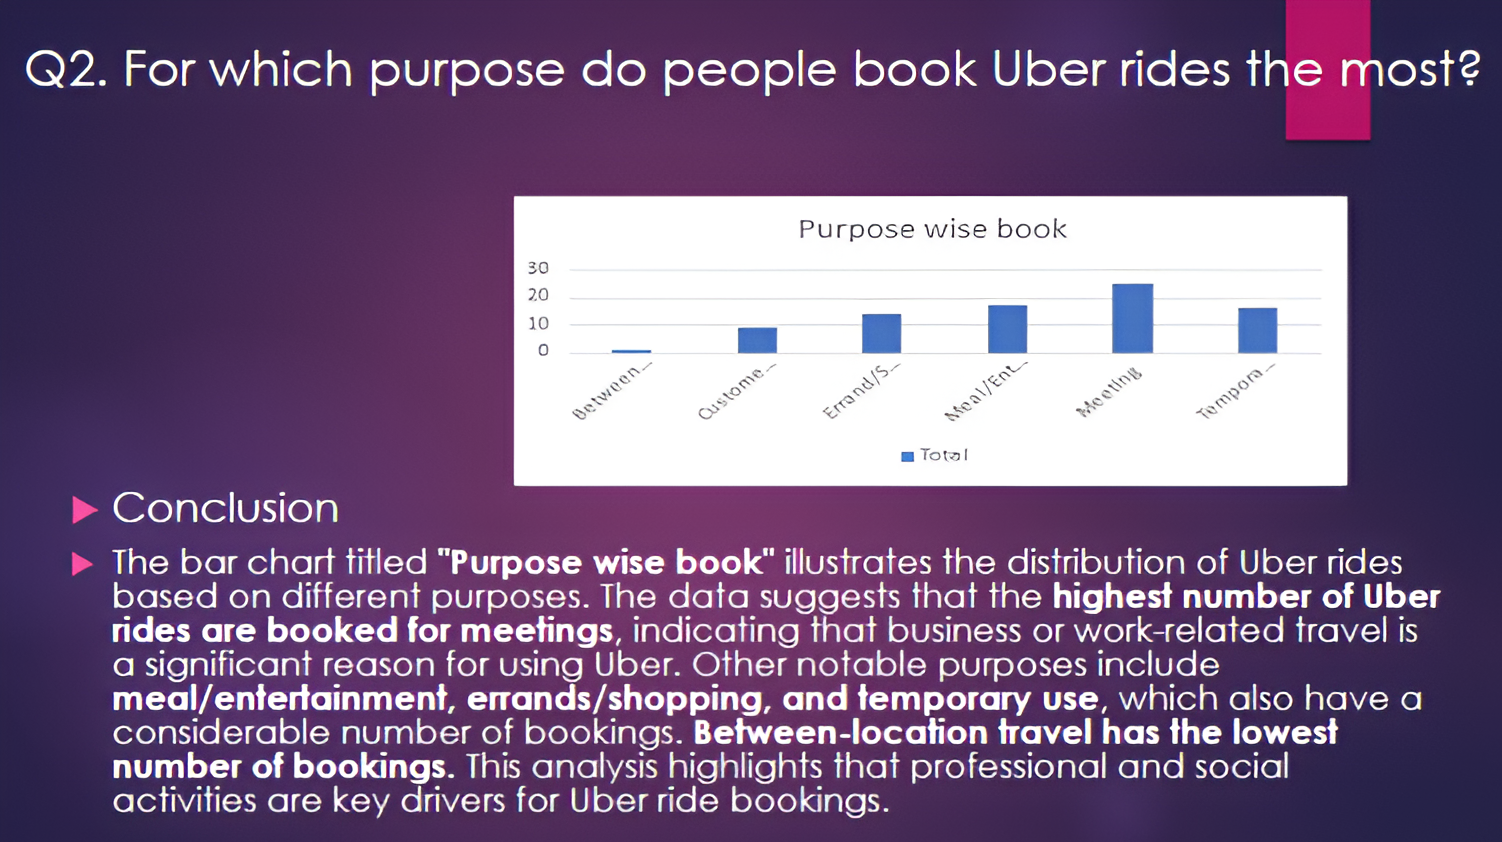 Q2. For which purpose do people book Uber rides the most?
Purpose wise book
30
20
10
0
Between...
Custome...
Errand/S...
Meal/Ent...
Meeting
Tempora...
Total
Conclusion
The bar chart titled "Purpose wise book" illustrates the distribution of Uber rides
based on different purposes. The data suggests that the highest number of Uber
rides are booked for meetings, indicating that business or work-related travel is
a significant reason for using Uber. Other notable purposes include
meal/entertainment, errands/shopping, and temporary use, which also have a
considerable number of bookings. Between-location travel has the lowest
number of bookings. This analysis highlights that professional and social
activities are key drivers for Uber ride bookings.